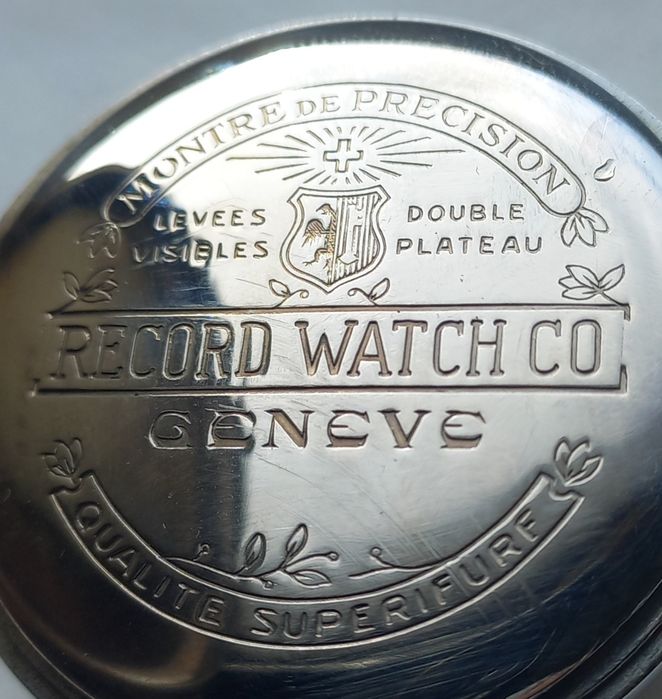 MONTRE DE PRECISION
LEVEES DOUBLE
VISIBLES PLATEAU
RECORD WATCH CO
GENEVE
QUALITE SUPERIEURE